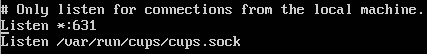 # Only listen for connections from the local machine.
Listen *:631
Listen /var/run/cups/cups.sock